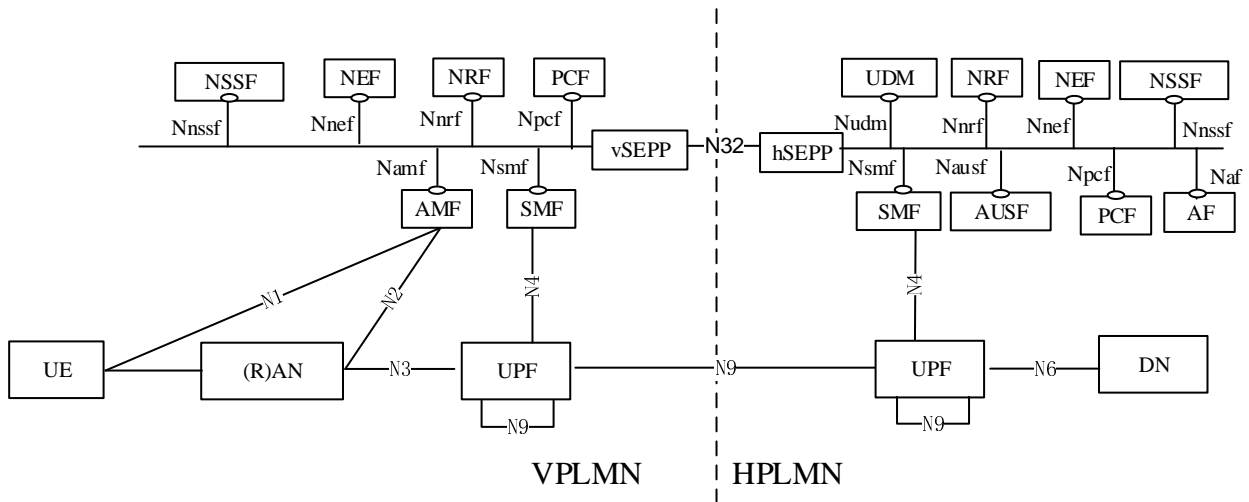 NSSF NEF NRF PCF UDM NRF NEF NSSF
Nnssf Nnef Nnrf Npcf Nudm Nnrf Nnef Nnssf
vSEPP N32 hSEPP
Namf Nsmf Nsmf Nausf Npcf Naf
AMF SMF SMF AUSF PCF AF
N1 N2 N4 N4
UE (R)AN N3 UPF N9 UPF N6 DN
N9 N9
VPLMN HPLMN